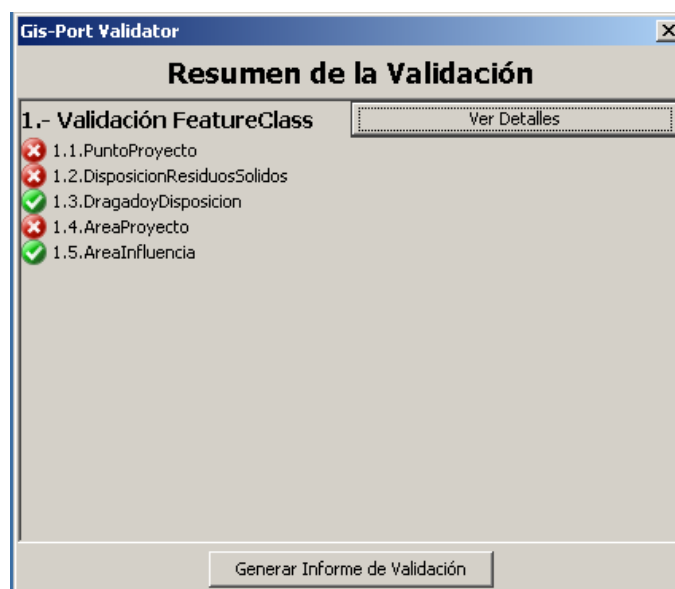 Gis-Port Validator
Resumen de la Validación
1.- Validación FeatureClass
Ver Detalles
1.1.PuntoProyecto
1.2.DisposicionResiduosSolidos
1.3.DragadoyDisposicion
1.4.AreaProyecto
1.5.AreaInfluencia
Generar Informe de Validación